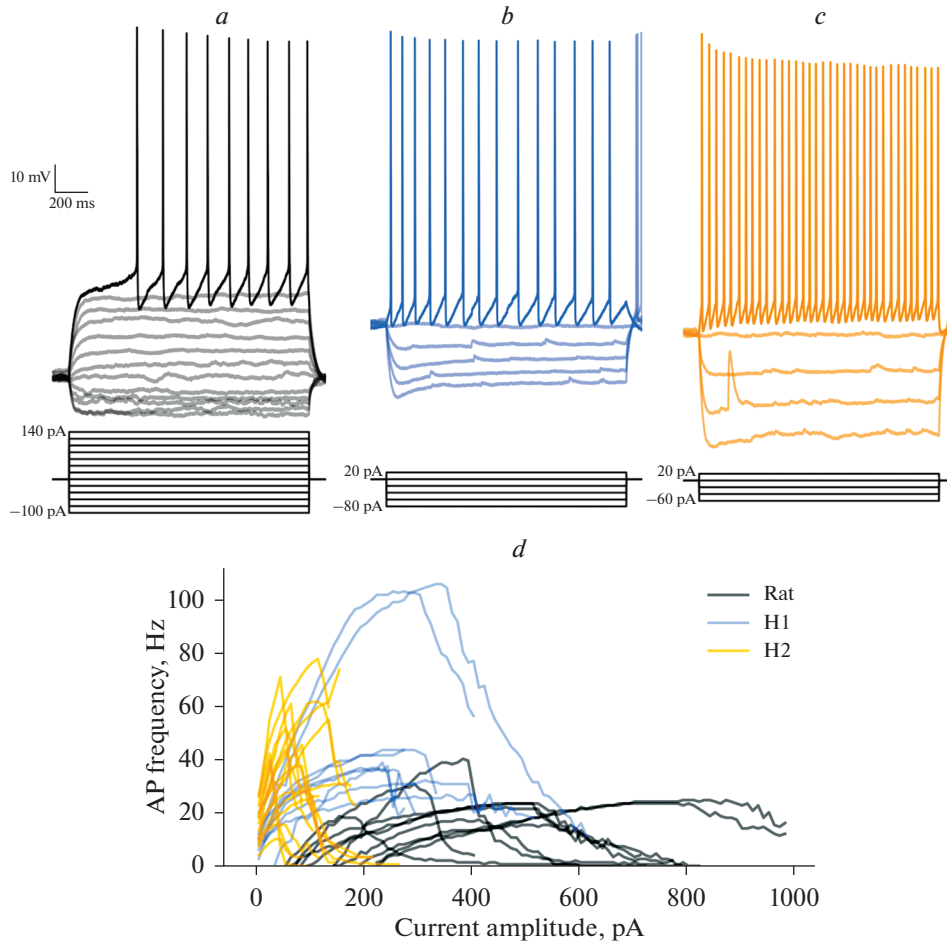 a
b
c
10 mV
200 ms
140 pA
−100 pA
20 pA
−80 pA
20 pA
−60 pA
d
AP frequency, Hz
100
80
60
40
20
0
Rat
H1
H2
0 200 400 600 800 1000
Current amplitude, pA